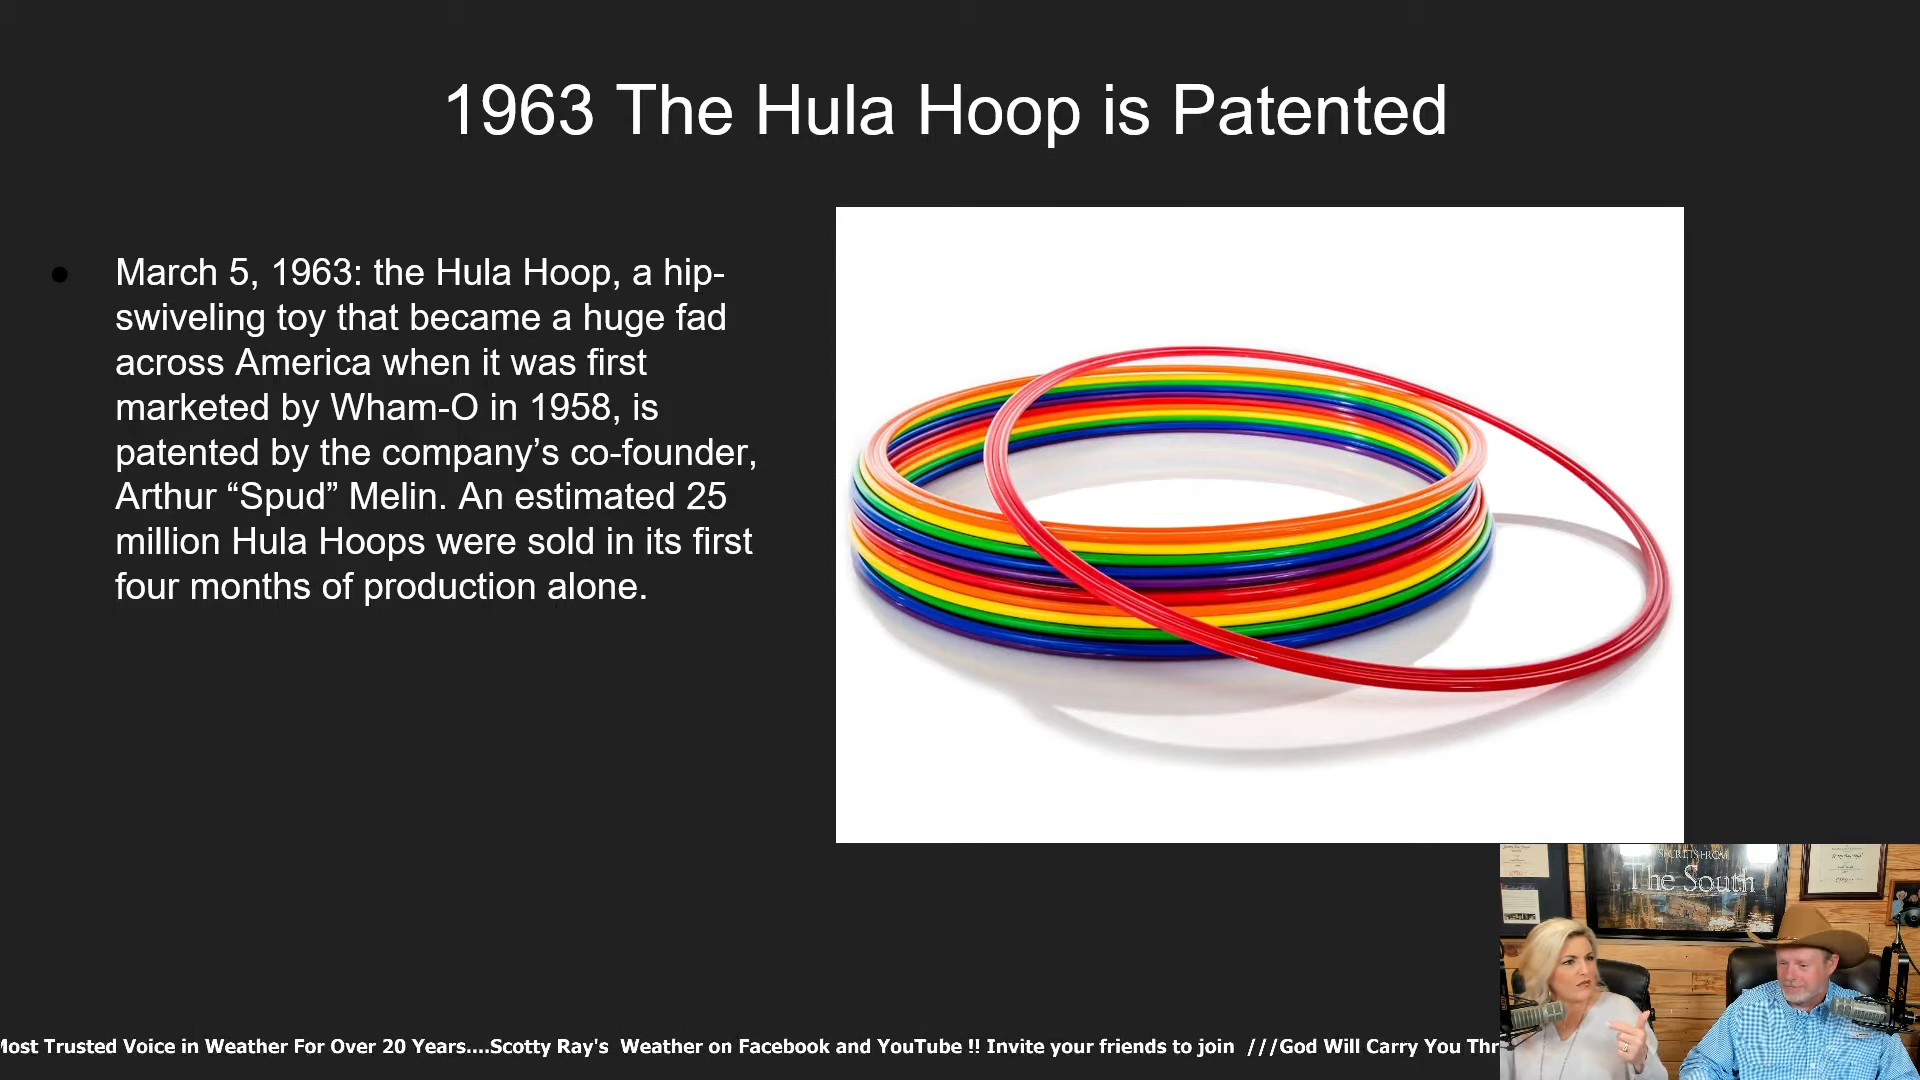 1963 The Hula Hoop is Patented
March 5, 1963: the Hula Hoop, a hip-
swiveling toy that became a huge fad
across America when it was first
marketed by Wham-O in 1958, is
patented by the company’s co-founder,
Arthur “Spud” Melin. An estimated 25
million Hula Hoops were sold in its first
four months of production alone.
SECRETS FROM
The South
Most Trusted Voice in Weather For Over 20 Years....Scotty Ray's  Weather on Facebook and YouTube !! Invite your friends to join  ///God Will Carry You Thr